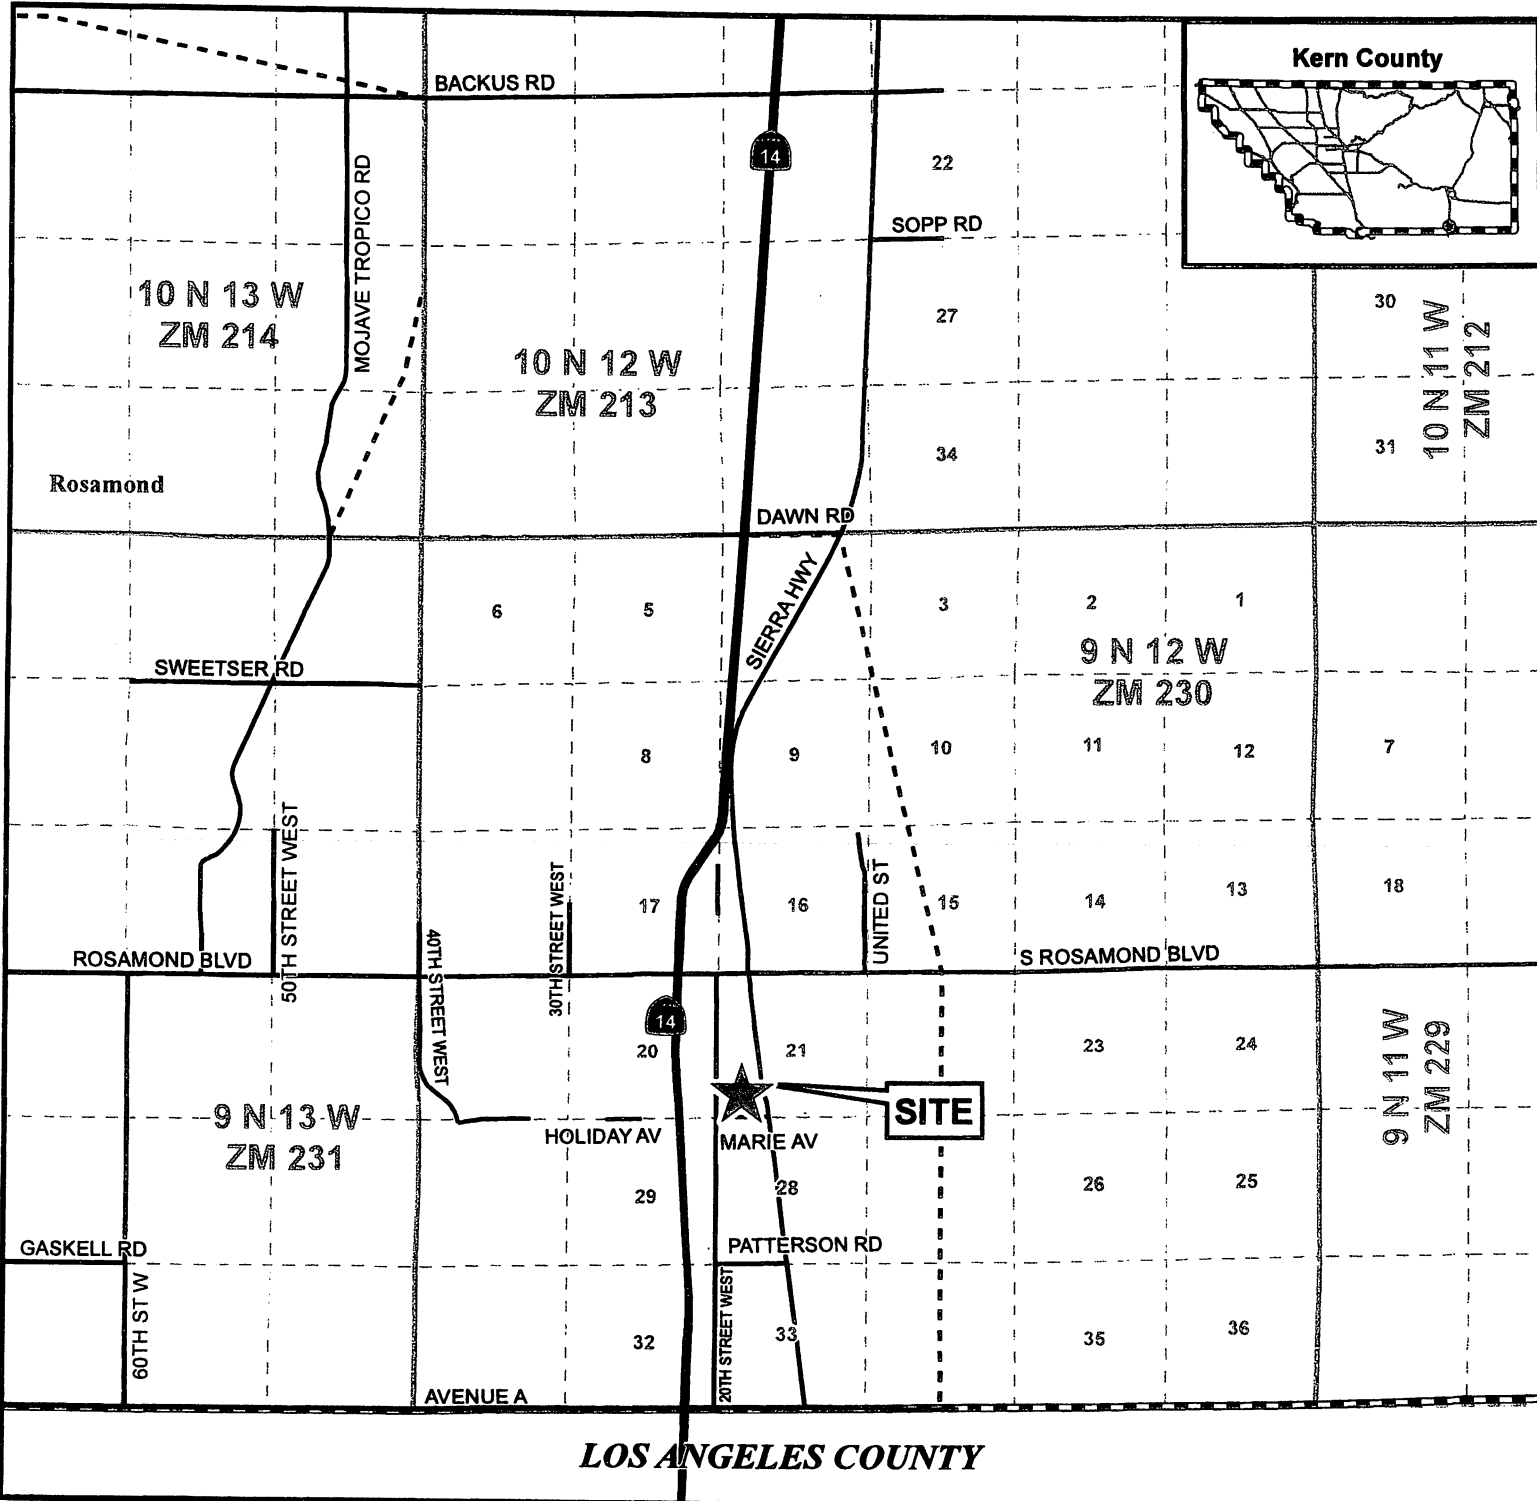 Kern County
BACKUS RD
14
22
MOJAVE TROPICO RD
SOPP RD
10 N 13 W
ZM 214
27
30
10 N 11 W
ZM 212
10 N 12 W
ZM 213
34
31
Rosamond
DAWN RD
SIERRA HWY
6
5
3
2
1
9 N 12 W
ZM 230
SWEETSER RD
8
9
10
11
12
7
50TH STREET WEST
30TH STREET WEST
17
16
UNITED ST
15
14
13
18
ROSAMOND BLVD
40TH STREET WEST
S ROSAMOND BLVD
14
20
21
23
24
9 N 11 W
ZM 229
SITE
9 N 13 W
ZM 231
HOLIDAY AV
MARIE AV
29
28
26
25
GASKELL RD
PATTERSON RD
60TH ST W
20TH STREET WEST
32
33
35
36
AVENUE A
LOS ANGELES COUNTY